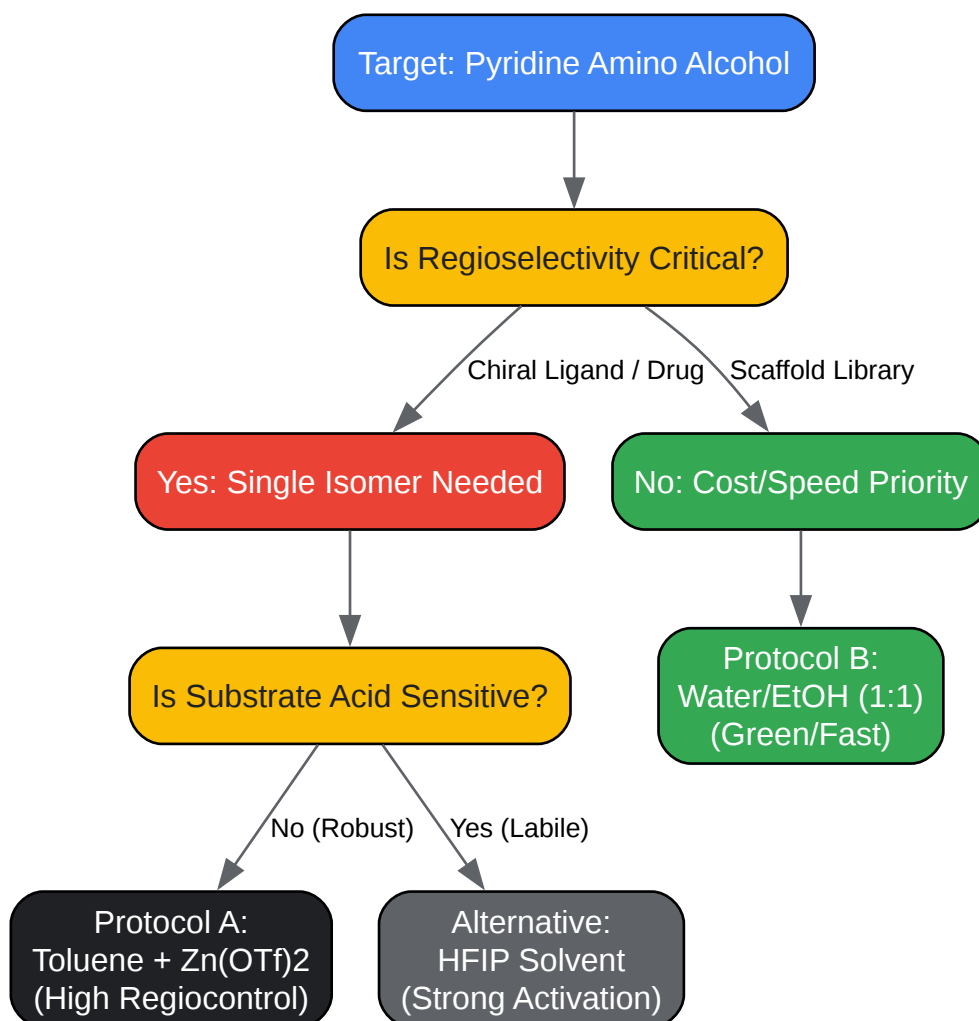 Target: Pyridine Amino Alcohol
Is Regioselectivity Critical?
Chiral Ligand / Drug
Scaffold Library
Yes: Single Isomer Needed
No: Cost/Speed Priority
Is Substrate Acid Sensitive?
Protocol B:
Water/EtOH (1:1)
(Green/Fast)
No (Robust)
Yes (Labile)
Protocol A:
Toluene + Zn(OTf)2
(High Regiocontrol)
Alternative:
HFIP Solvent
(Strong Activation)